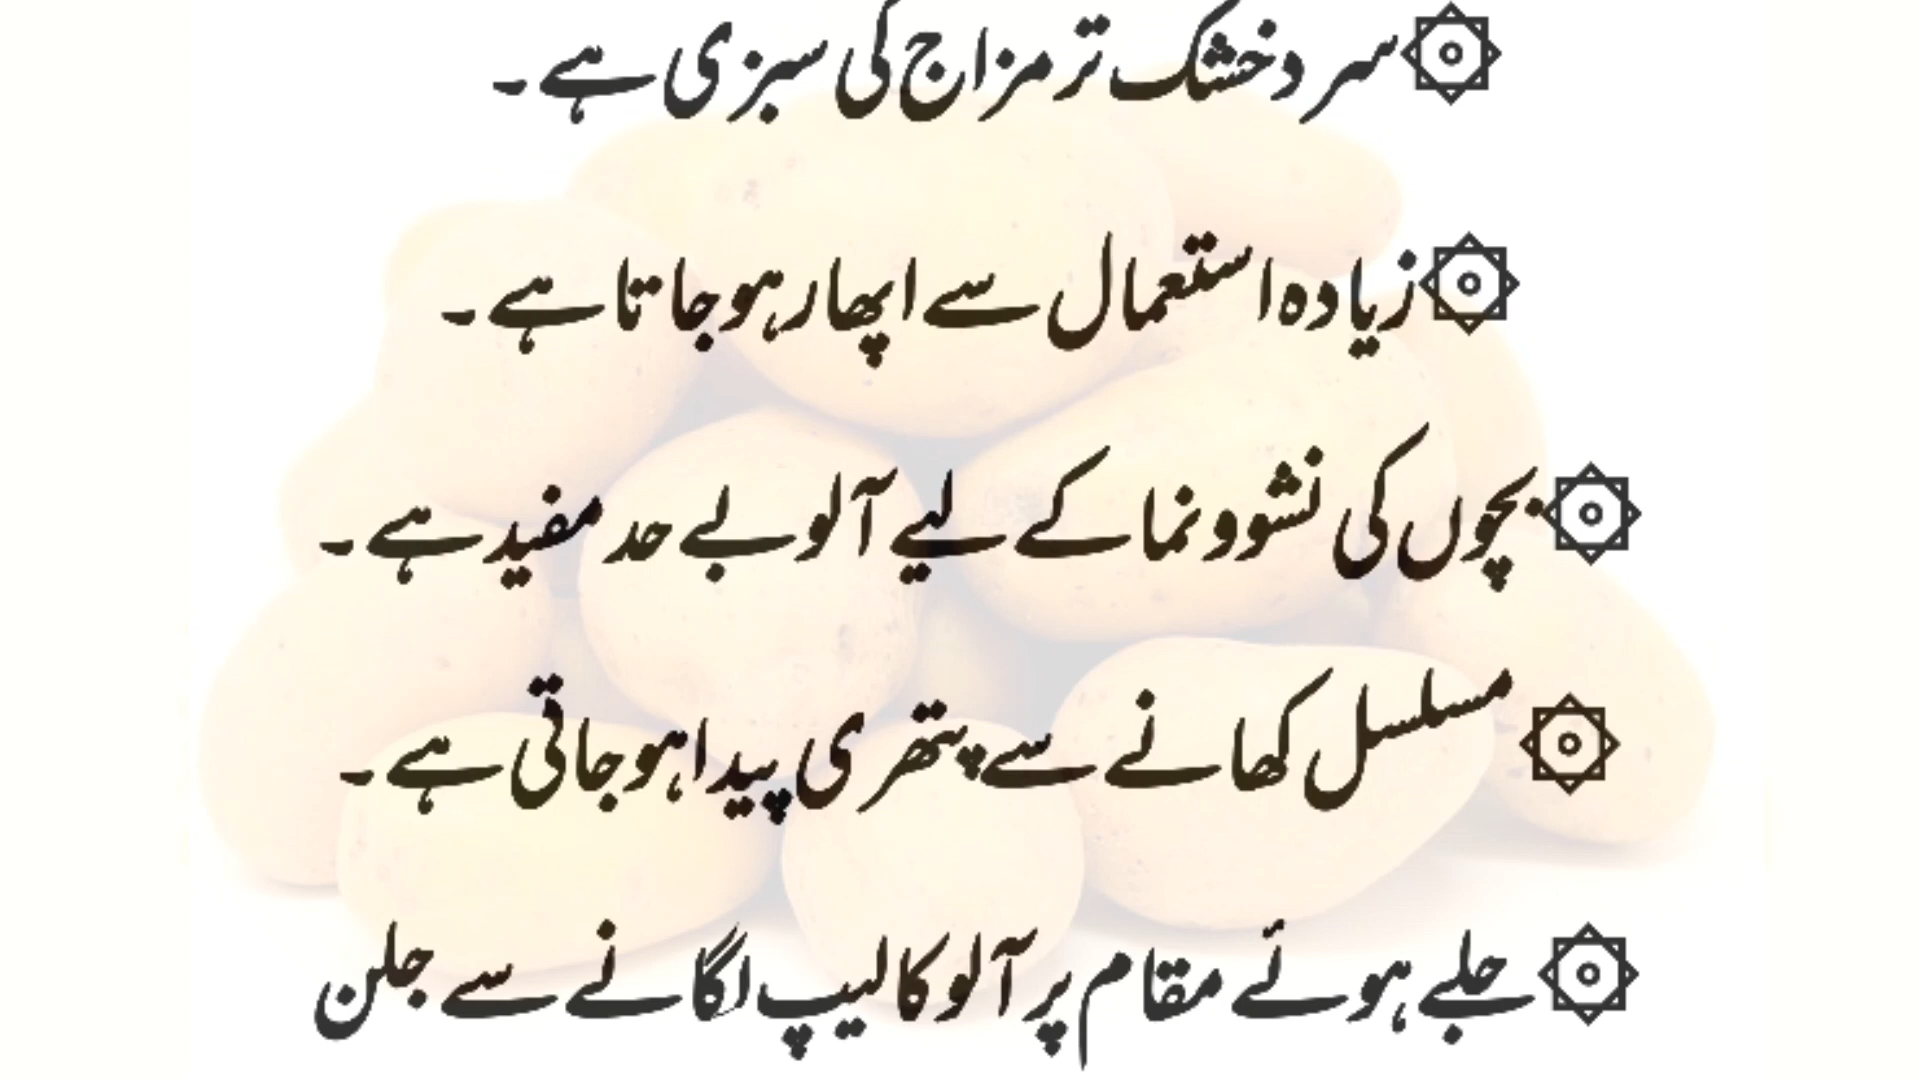 ۞سرد خشک تر مزاج کی سبزی ہے۔
۞زیادہ استعمال سے اپھار ہو جاتا ہے۔
۞بچوں کی نشوونما کے لیے آلو بے حد مفید ہے۔
۞ مسلسل کھانے سے پتھری پیدا ہو جاتی ہے۔
۞ جلے ہوئے مقام پر آلو کا لیپ لگانے سے جلن